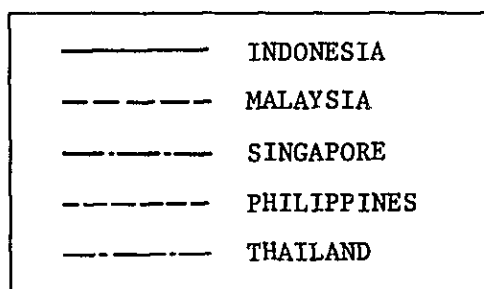 INDONESIA
MALAYSIA
SINGAPORE
PHILIPPINES
THAILAND